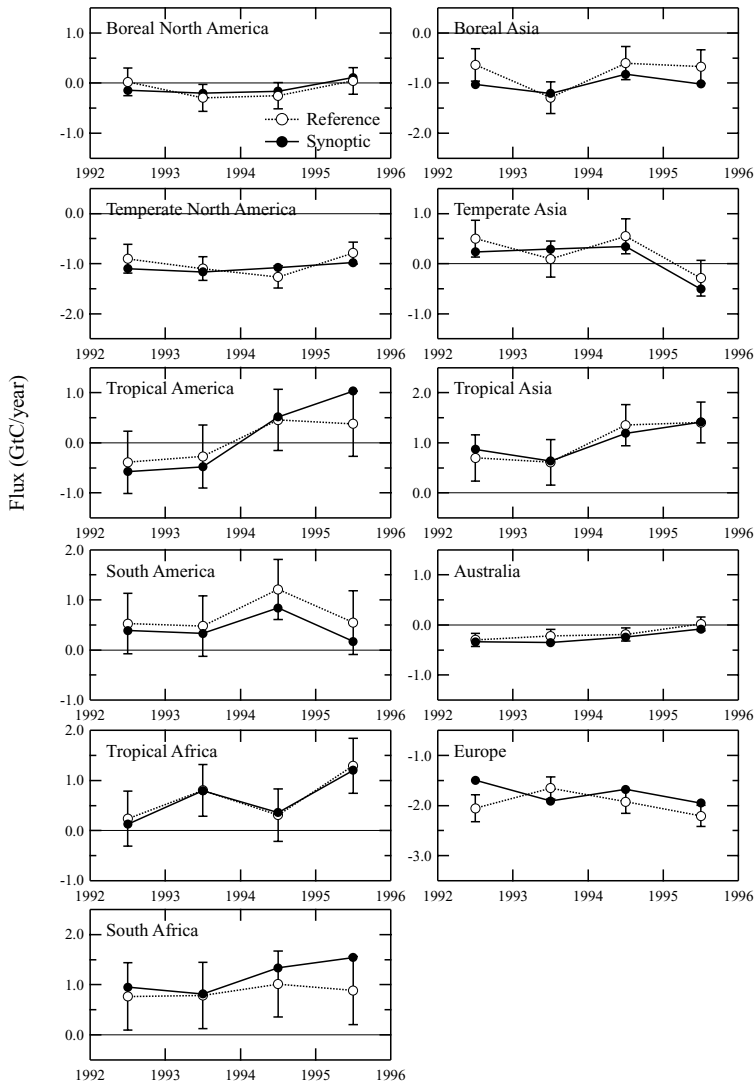 Flux (GtC/year)
Boreal North America
1.0
0.0
-1.0
Reference
Synoptic
1992 1993 1994 1995 1996
Boreal Asia
0.0
-1.0
-2.0
1992 1993 1994 1995 1996
Temperate North America
0.0
-1.0
-2.0
1992 1993 1994 1995 1996
Temperate Asia
1.0
0.0
-1.0
1992 1993 1994 1995 1996
Tropical America
1.0
0.0
-1.0
1992 1993 1994 1995 1996
Tropical Asia
2.0
1.0
0.0
1992 1993 1994 1995 1996
South America
2.0
1.0
0.0
-1.0
1992 1993 1994 1995 1996
Australia
1.0
0.0
-1.0
1992 1993 1994 1995 1996
Tropical Africa
2.0
1.0
0.0
-1.0
1992 1993 1994 1995 1996
Europe
-1.0
-2.0
-3.0
1992 1993 1994 1995 1996
South Africa
2.0
1.0
0.0
1992 1993 1994 1995 1996